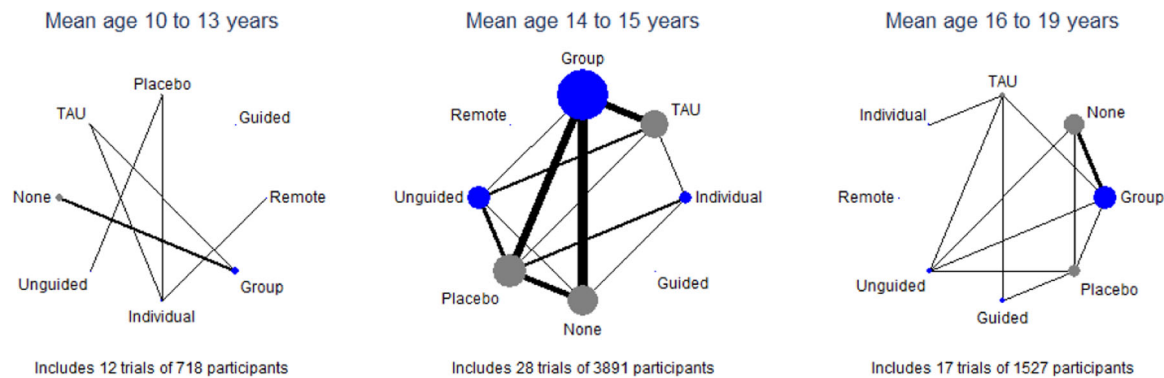 Mean age 10 to 13 years
Placebo
TAU
Guided
None
Remote
Unguided
Group
Individual
Includes 12 trials of 718 participants
Mean age 14 to 15 years
Group
Remote
TAU
Unguided
Individual
Placebo
Guided
None
Includes 28 trials of 3891 participants
Mean age 16 to 19 years
TAU
Individual
None
Remote
Group
Unguided
Placebo
Guided
Includes 17 trials of 1527 participants